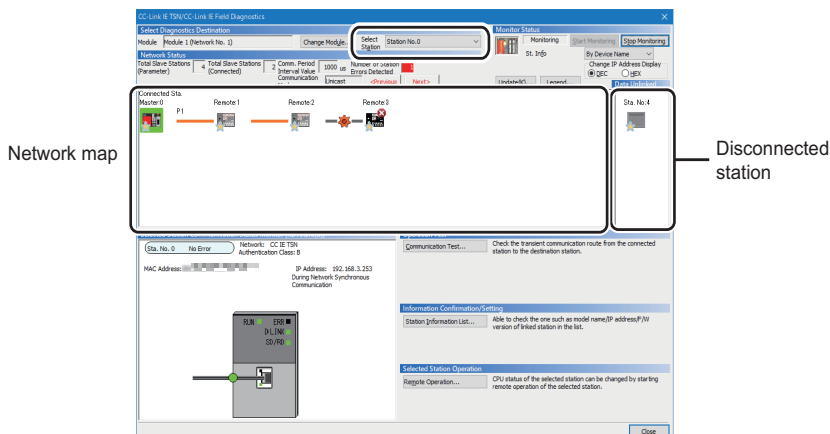 CC-Link IE TSN/CC-Link IE Field Diagnostics
Select Diagnostics Destination
Module Module 1 (Network No. 1) Change Module...
Select Station Station No.0
Monitor Status
Monitoring Start Monitoring Stop Monitoring
Network Status
Total Slave Stations (Parameter) 4 Total Slave Stations (Connected) 2 Comm. Period Interval Value 1000 us Number of Station Errors Detected 1
Communication Unicast <Previous Next>
St. Info By Device Name
Change IP Address Display
DEC HEX
Legend...
Data Unlinked
Connected Sta.
Master:0 Remote:1 Remote:2 Remote:3 Sta. No:4
P1
Network map
Disconnected
station
Sta. No. 0 No Error Network: CC IE TSN
Authentication Class: B
MAC Address: IP Address: 192.168.3.253
During Network Synchronous
Communication
RUN ERR
D LINK
SD/RD
Communication Test... Check the transient communication route from the connected
station to the destination station.
Information Confirmation/Setting
Station Information List... Able to check the one such as model name/IP address/F/W
version of linked station in the list.
Selected Station Operation
Remote Operation... CPU status of the selected station can be changed by starting
remote operation of the selected station.
Close